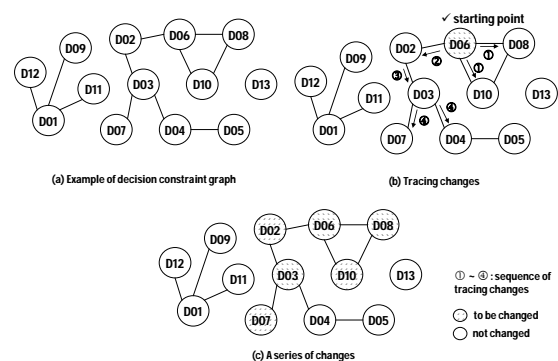 ✓ starting point
D02
D06
D08
D09
D12
D11
D03
D10
D13
D01
D07
D04
D05
(a) Example of decision constraint graph
D02
D06
D08
D09
①
②
①
D12
③
D11
D03
D10
D13
④
④
D01
D07
D04
D05
(b) Tracing changes
D02
D06
D08
D09
D12
D11
D03
D10
D13
D01
D07
D04
D05
① ~ ④ : sequence of
tracing changes
to be changed
not changed
(c) A series of changes